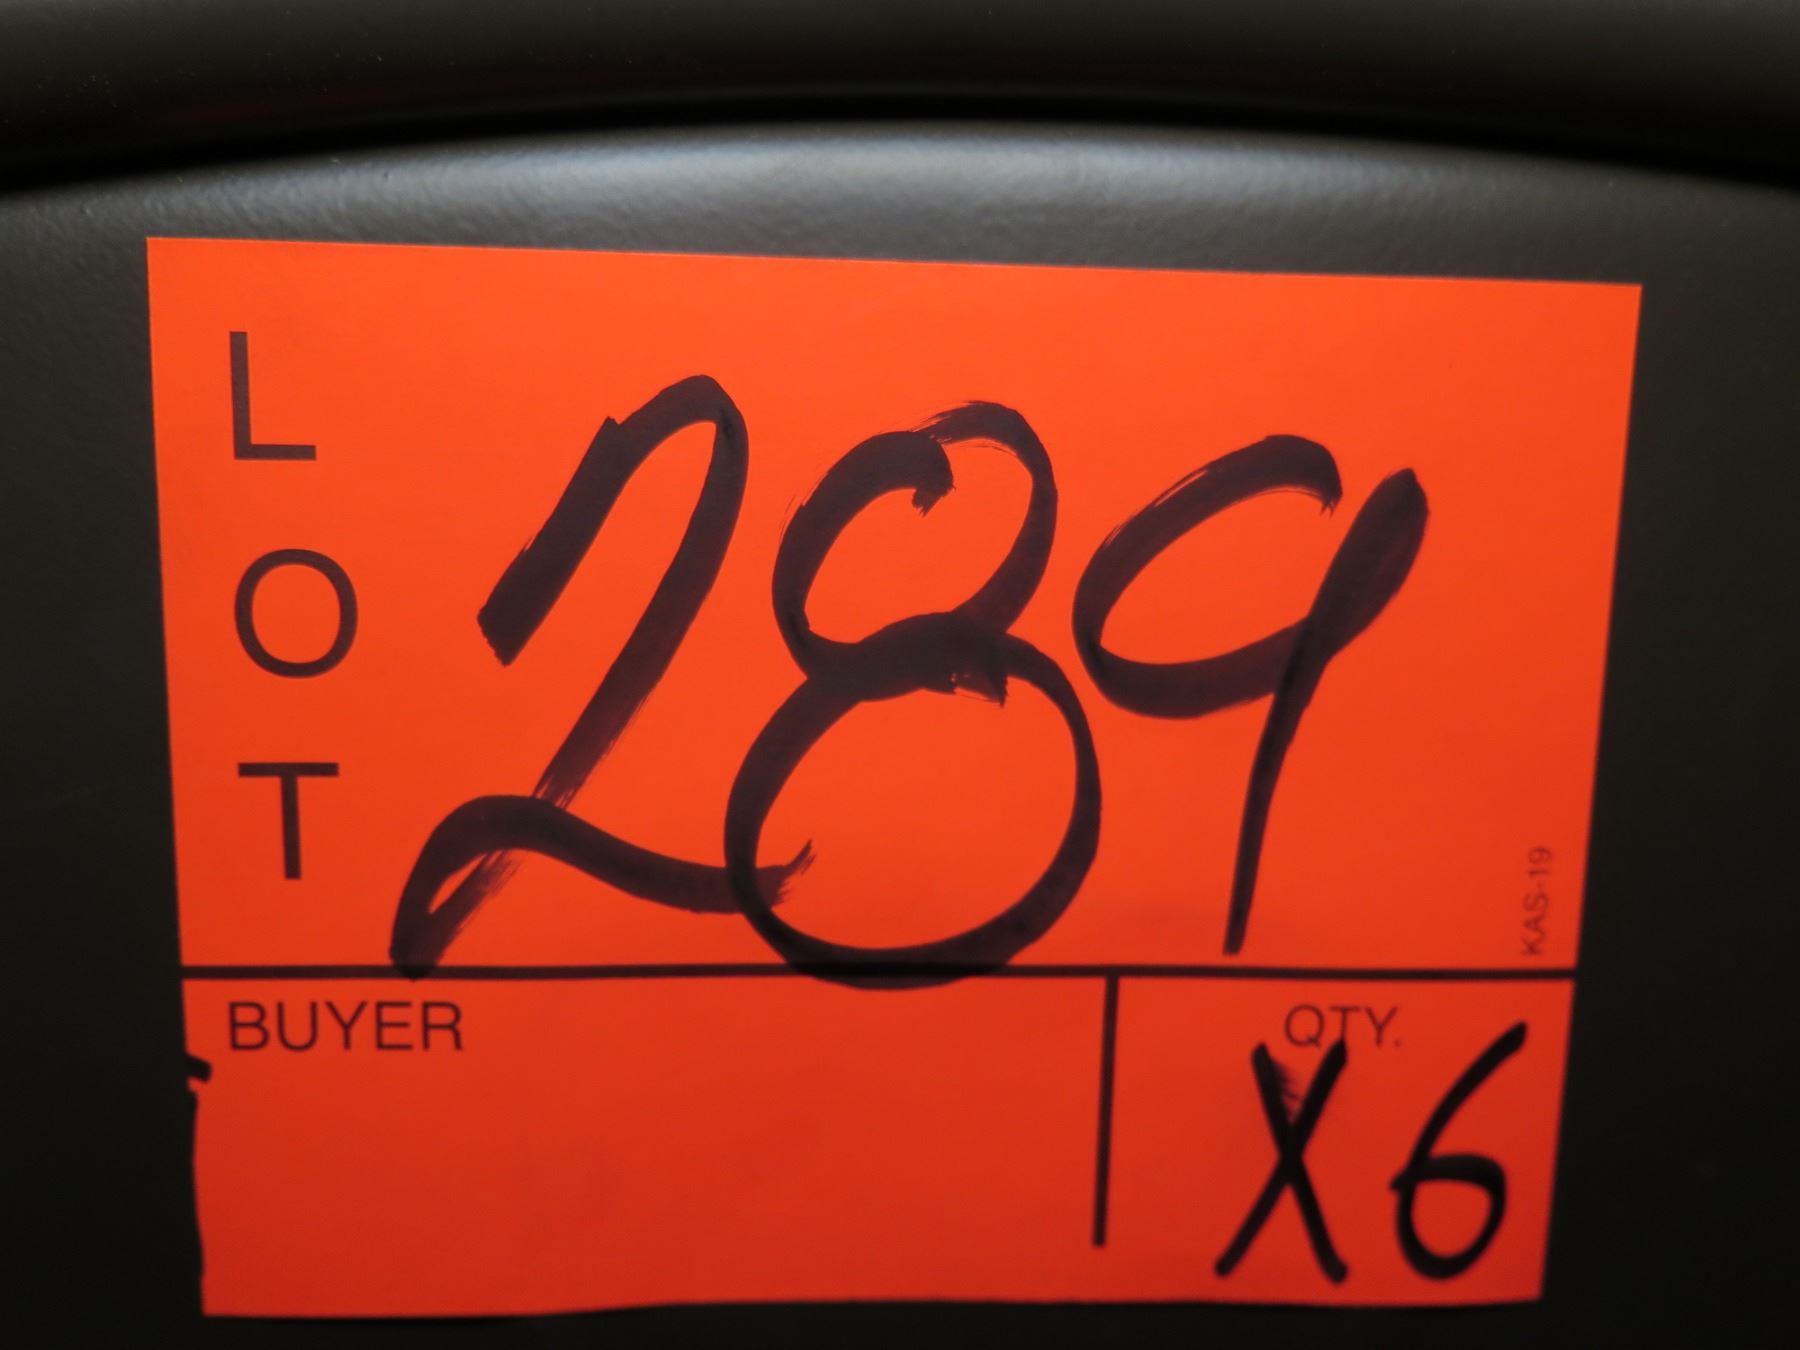 LOT 289
KAS-19
BUYER
QTY.
X6